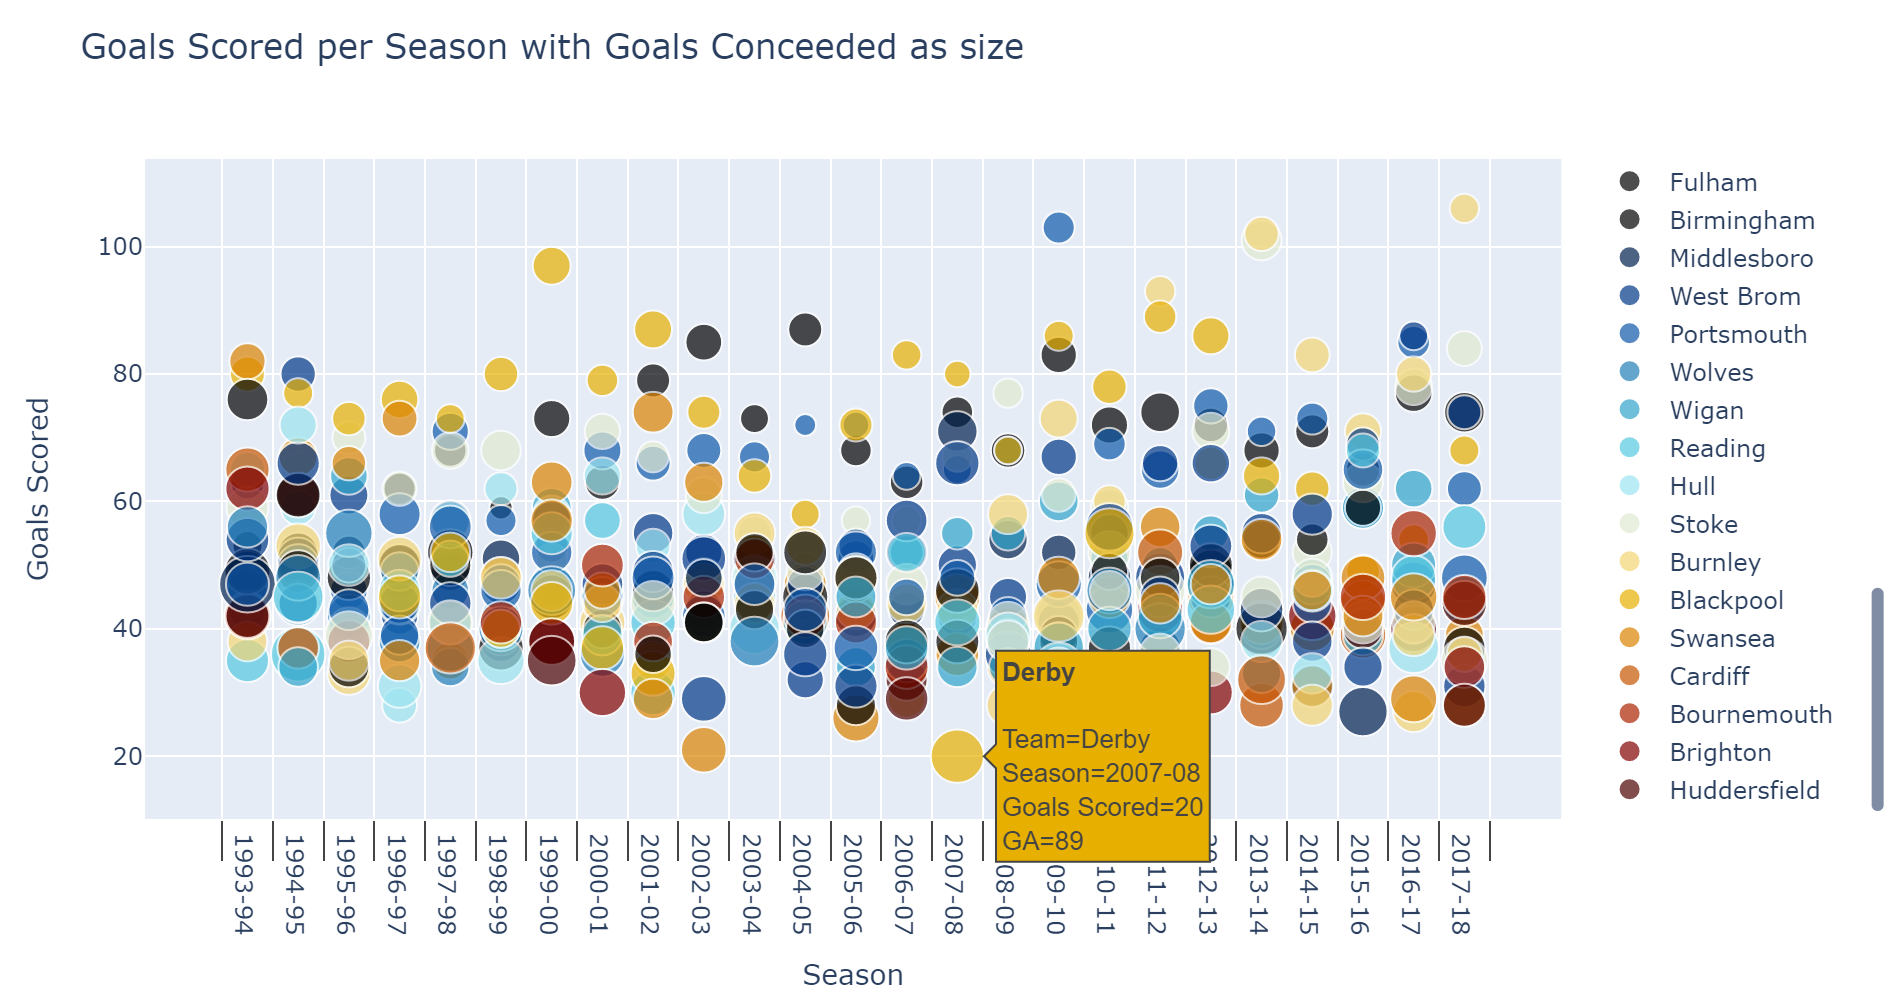 Goals Scored per Season with Goals Conceeded as size
Goals Scored
100
80
60
40
20
1993-94
1994-95
1995-96
1996-97
1997-98
1998-99
1999-00
2000-01
2001-02
2002-03
2003-04
2004-05
2005-06
2006-07
2007-08
08-09
09-10
10-11
11-12
2013-14
2014-15
2015-16
2016-17
2017-18
Season
Derby
Team=Derby
Season=2007-08
Goals Scored=20
GA=89
Fulham
Birmingham
Middlesboro
West Brom
Portsmouth
Wolves
Wigan
Reading
Hull
Stoke
Burnley
Blackpool
Swansea
Cardiff
Bournemouth
Brighton
Huddersfield